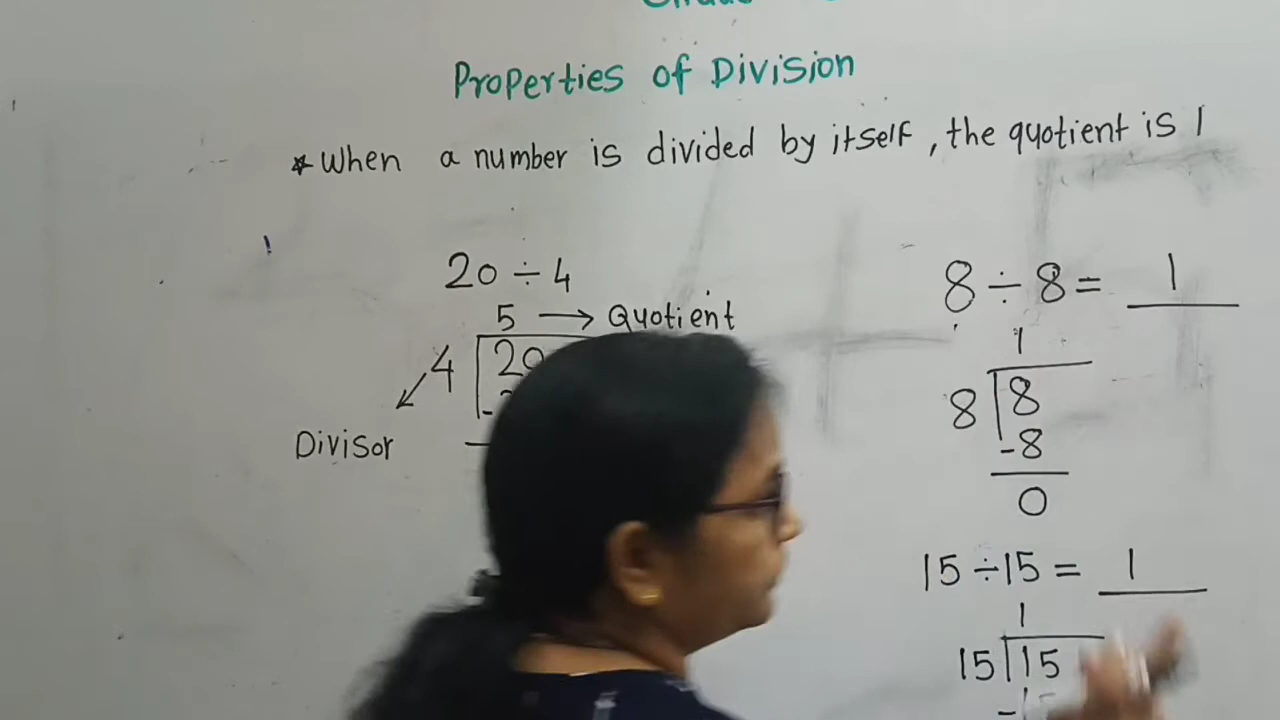 Properties of Division
* When a number is divided by itself, the quotient is 1
20 ÷ 4
5 → Quotient
4 20
Divisor
8 ÷ 8 = 1
1
8 8
-8
0
15 ÷ 15 = 1
1
15 15